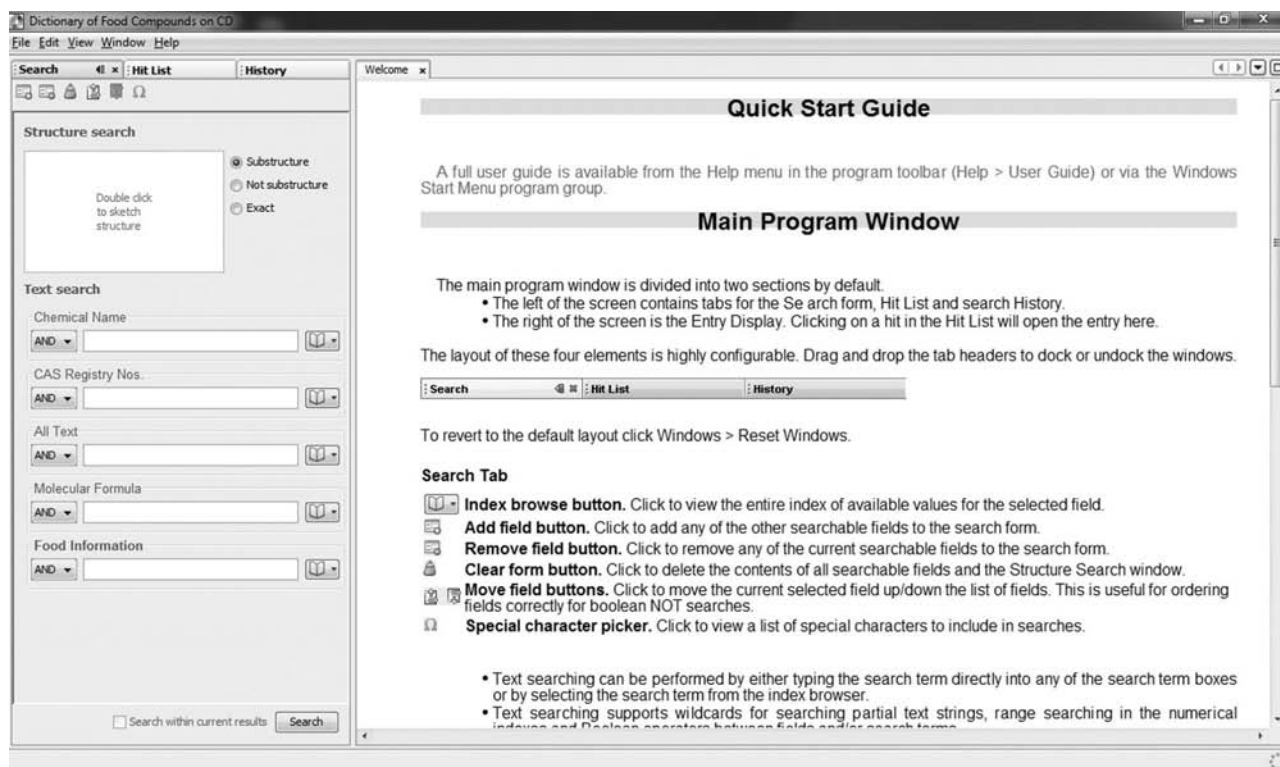 Dictionary of Food Compounds on CD
File Edit View Window Help
Search
Hit List
History
Structure search
Double click
to sketch
structure
Substructure
Not substructure
Exact
Text search
Chemical Name
AND
CAS Registry Nos.
AND
All Text
AND
Molecular Formula
AND
Food Information
AND
Search within current results
Search
Welcome
Quick Start Guide
A full user guide is available from the Help menu in the program toolbar (Help > User Guide) or via the Windows
Start Menu program group.
Main Program Window
The main program window is divided into two sections by default.
• The left of the screen contains tabs for the Se arch form, Hit List and search History.
• The right of the screen is the Entry Display. Clicking on a hit in the Hit List will open the entry here.
The layout of these four elements is highly configurable. Drag and drop the tab headers to dock or undock the windows.
Search Hit List History
To revert to the default layout click Windows > Reset Windows.
Search Tab
Index browse button. Click to view the entire index of available values for the selected field.
Add field button. Click to add any of the other searchable fields to the search form.
Remove field button. Click to remove any of the current searchable fields to the search form.
Clear form button. Click to delete the contents of all searchable fields and the Structure Search window.
Move field buttons. Click to move the current selected field up/down the list of fields. This is useful for ordering
fields correctly for boolean NOT searches.
Ω Special character picker. Click to view a list of special characters to include in searches.
• Text searching can be performed by either typing the search term directly into any of the search term boxes
or by selecting the search term from the index browser.
• Text searching supports wildcards for searching partial text strings, range searching in the numerical
indexes and Boolean operators between fields and/or search terms.